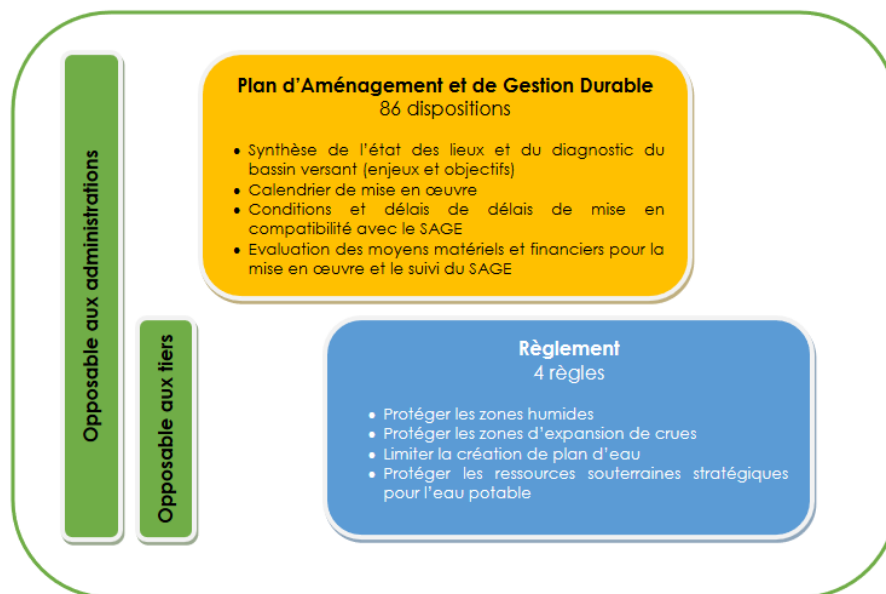 Opposable aux administrations
Plan d'Aménagement et de Gestion Durable
86 dispositions
• Synthèse de l'état des lieux et du diagnostic du
bassin versant (enjeux et objectifs)
• Calendrier de mise en œuvre
• Conditions et délais de délais de mise en
compatibilité avec le SAGE
• Evaluation des moyens matériels et financiers pour la
mise en œuvre et le suivi du SAGE
Opposable aux tiers
Règlement
4 règles
• Protéger les zones humides
• Protéger les zones d'expansion de crues
• Limiter la création de plan d'eau
• Protéger les ressources souterraines stratégiques
pour l'eau potable